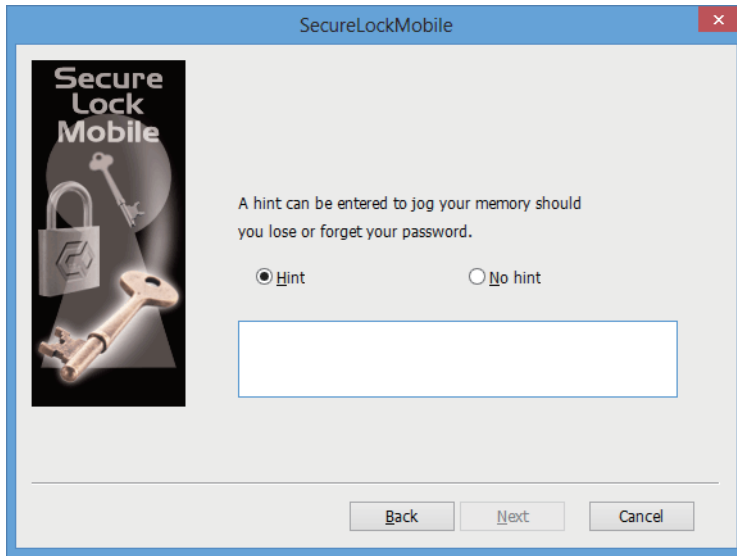 SecureLockMobile
Secure
Lock
Mobile
A hint can be entered to jog your memory should
you lose or forget your password.
Hint No hint
Back Next Cancel